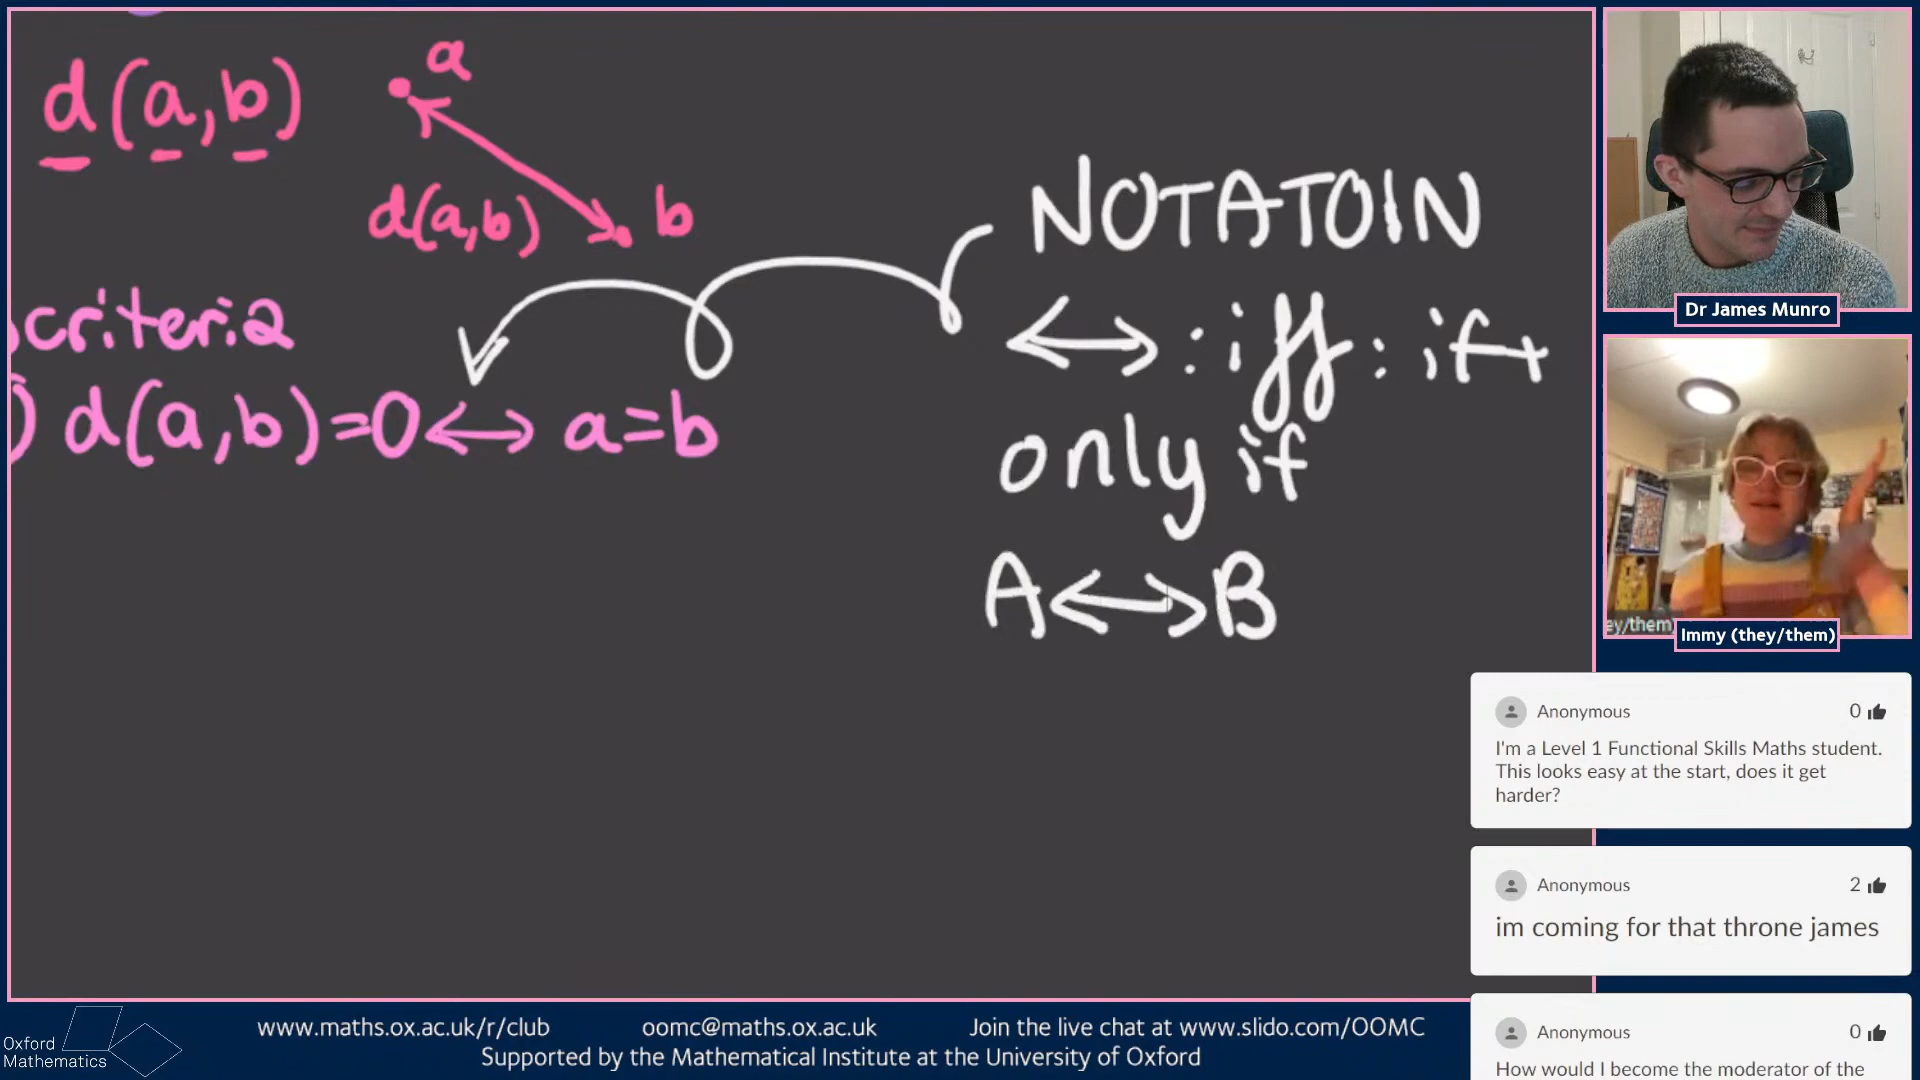 d(a,b)
a
d(a,b)
b
criteria
) d(a,b)=0↔ a=b
NOTATOIN
↔ : iff : if +
only if
A↔B
Dr James Munro
ey/them)
Immy (they/them)
Anonymous 0
I'm a Level 1 Functional Skills Maths student.
This looks easy at the start, does it get
harder?
Anonymous 2
im coming for that throne james
Anonymous 0
How would I become the moderator of the
Oxford
Mathematics
www.maths.ox.ac.uk/r/club oomc@maths.ox.ac.uk Join the live chat at www.slido.com/OOMC
Supported by the Mathematical Institute at the University of Oxford